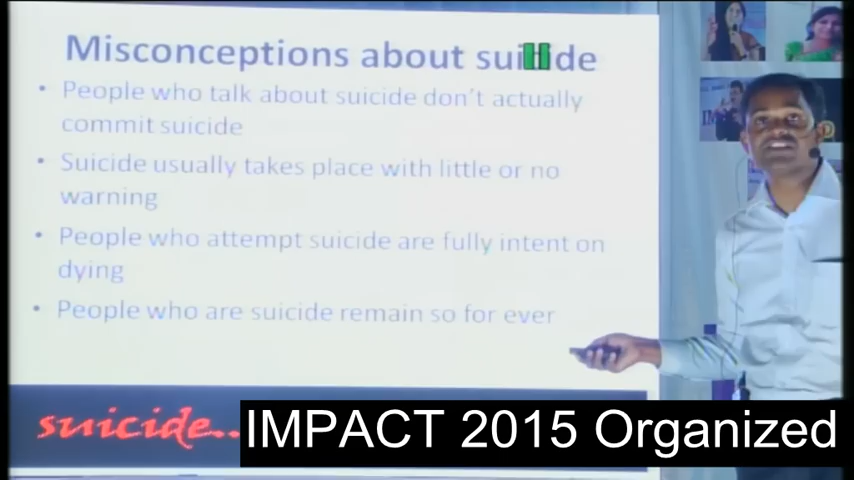 Misconceptions about suicide
• People who talk about suicide don't actually
commit suicide
• Suicide usually takes place with little or no
warning
• People who attempt suicide are fully intent on
dying
• People who are suicide remain so for ever
suicide..
IMPACT 2015 Organized